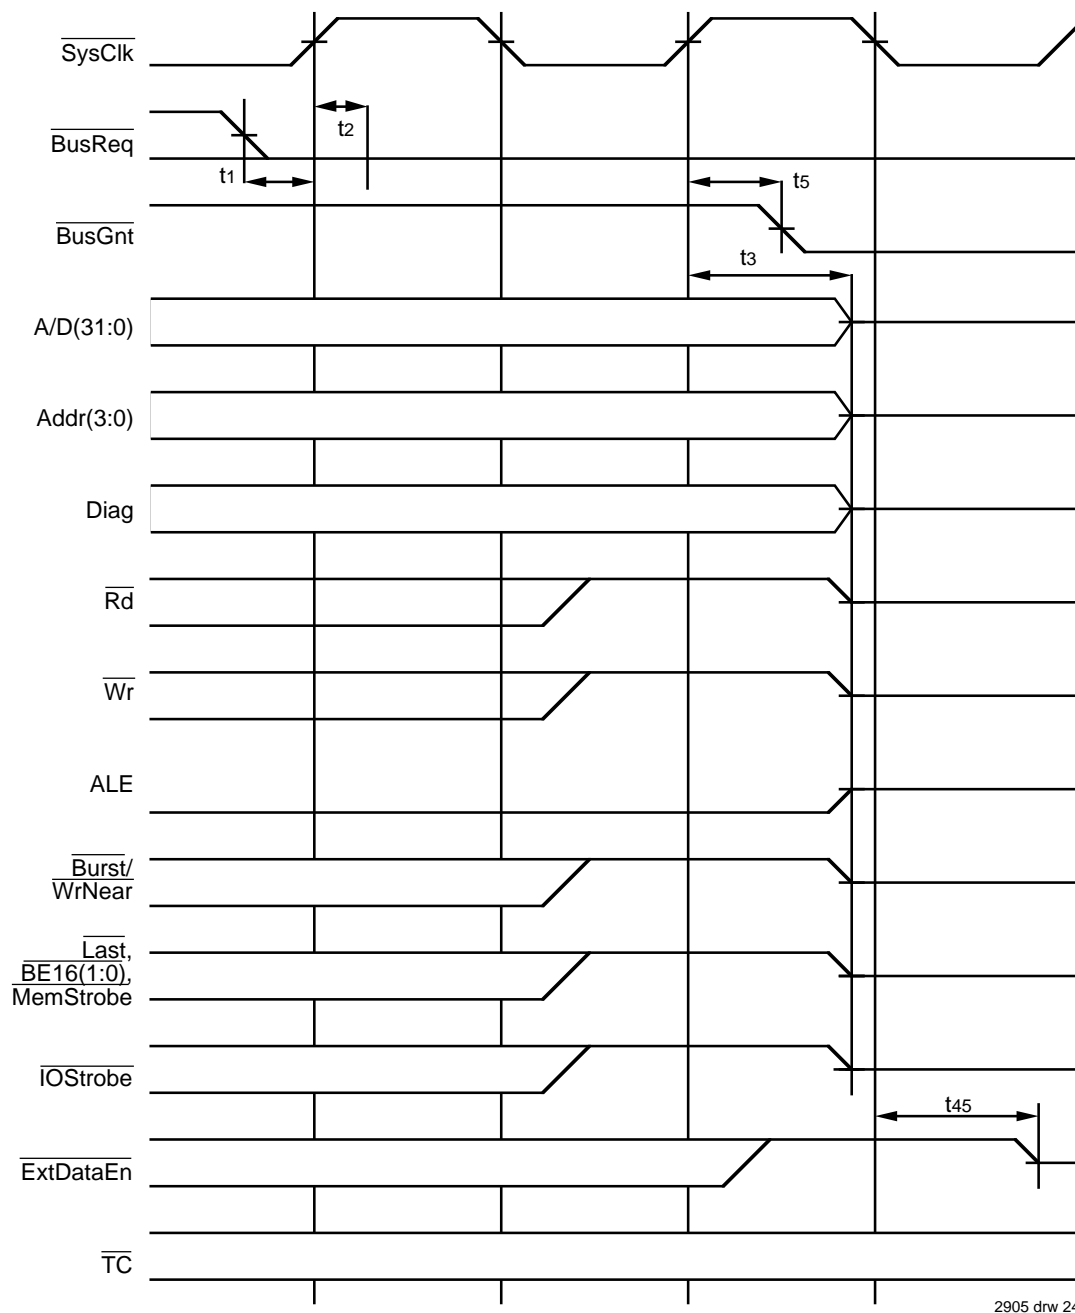 SysClk
BusReq
t2
t1
t5
BusGnt
t3
A/D(31:0)
Addr(3:0)
Diag
Rd
Wr
ALE
Burst/
WrNear
Last,
BE16(1:0),
MemStrobe
IOStrobe
t45
ExtDataEn
TC
2905 drw 24